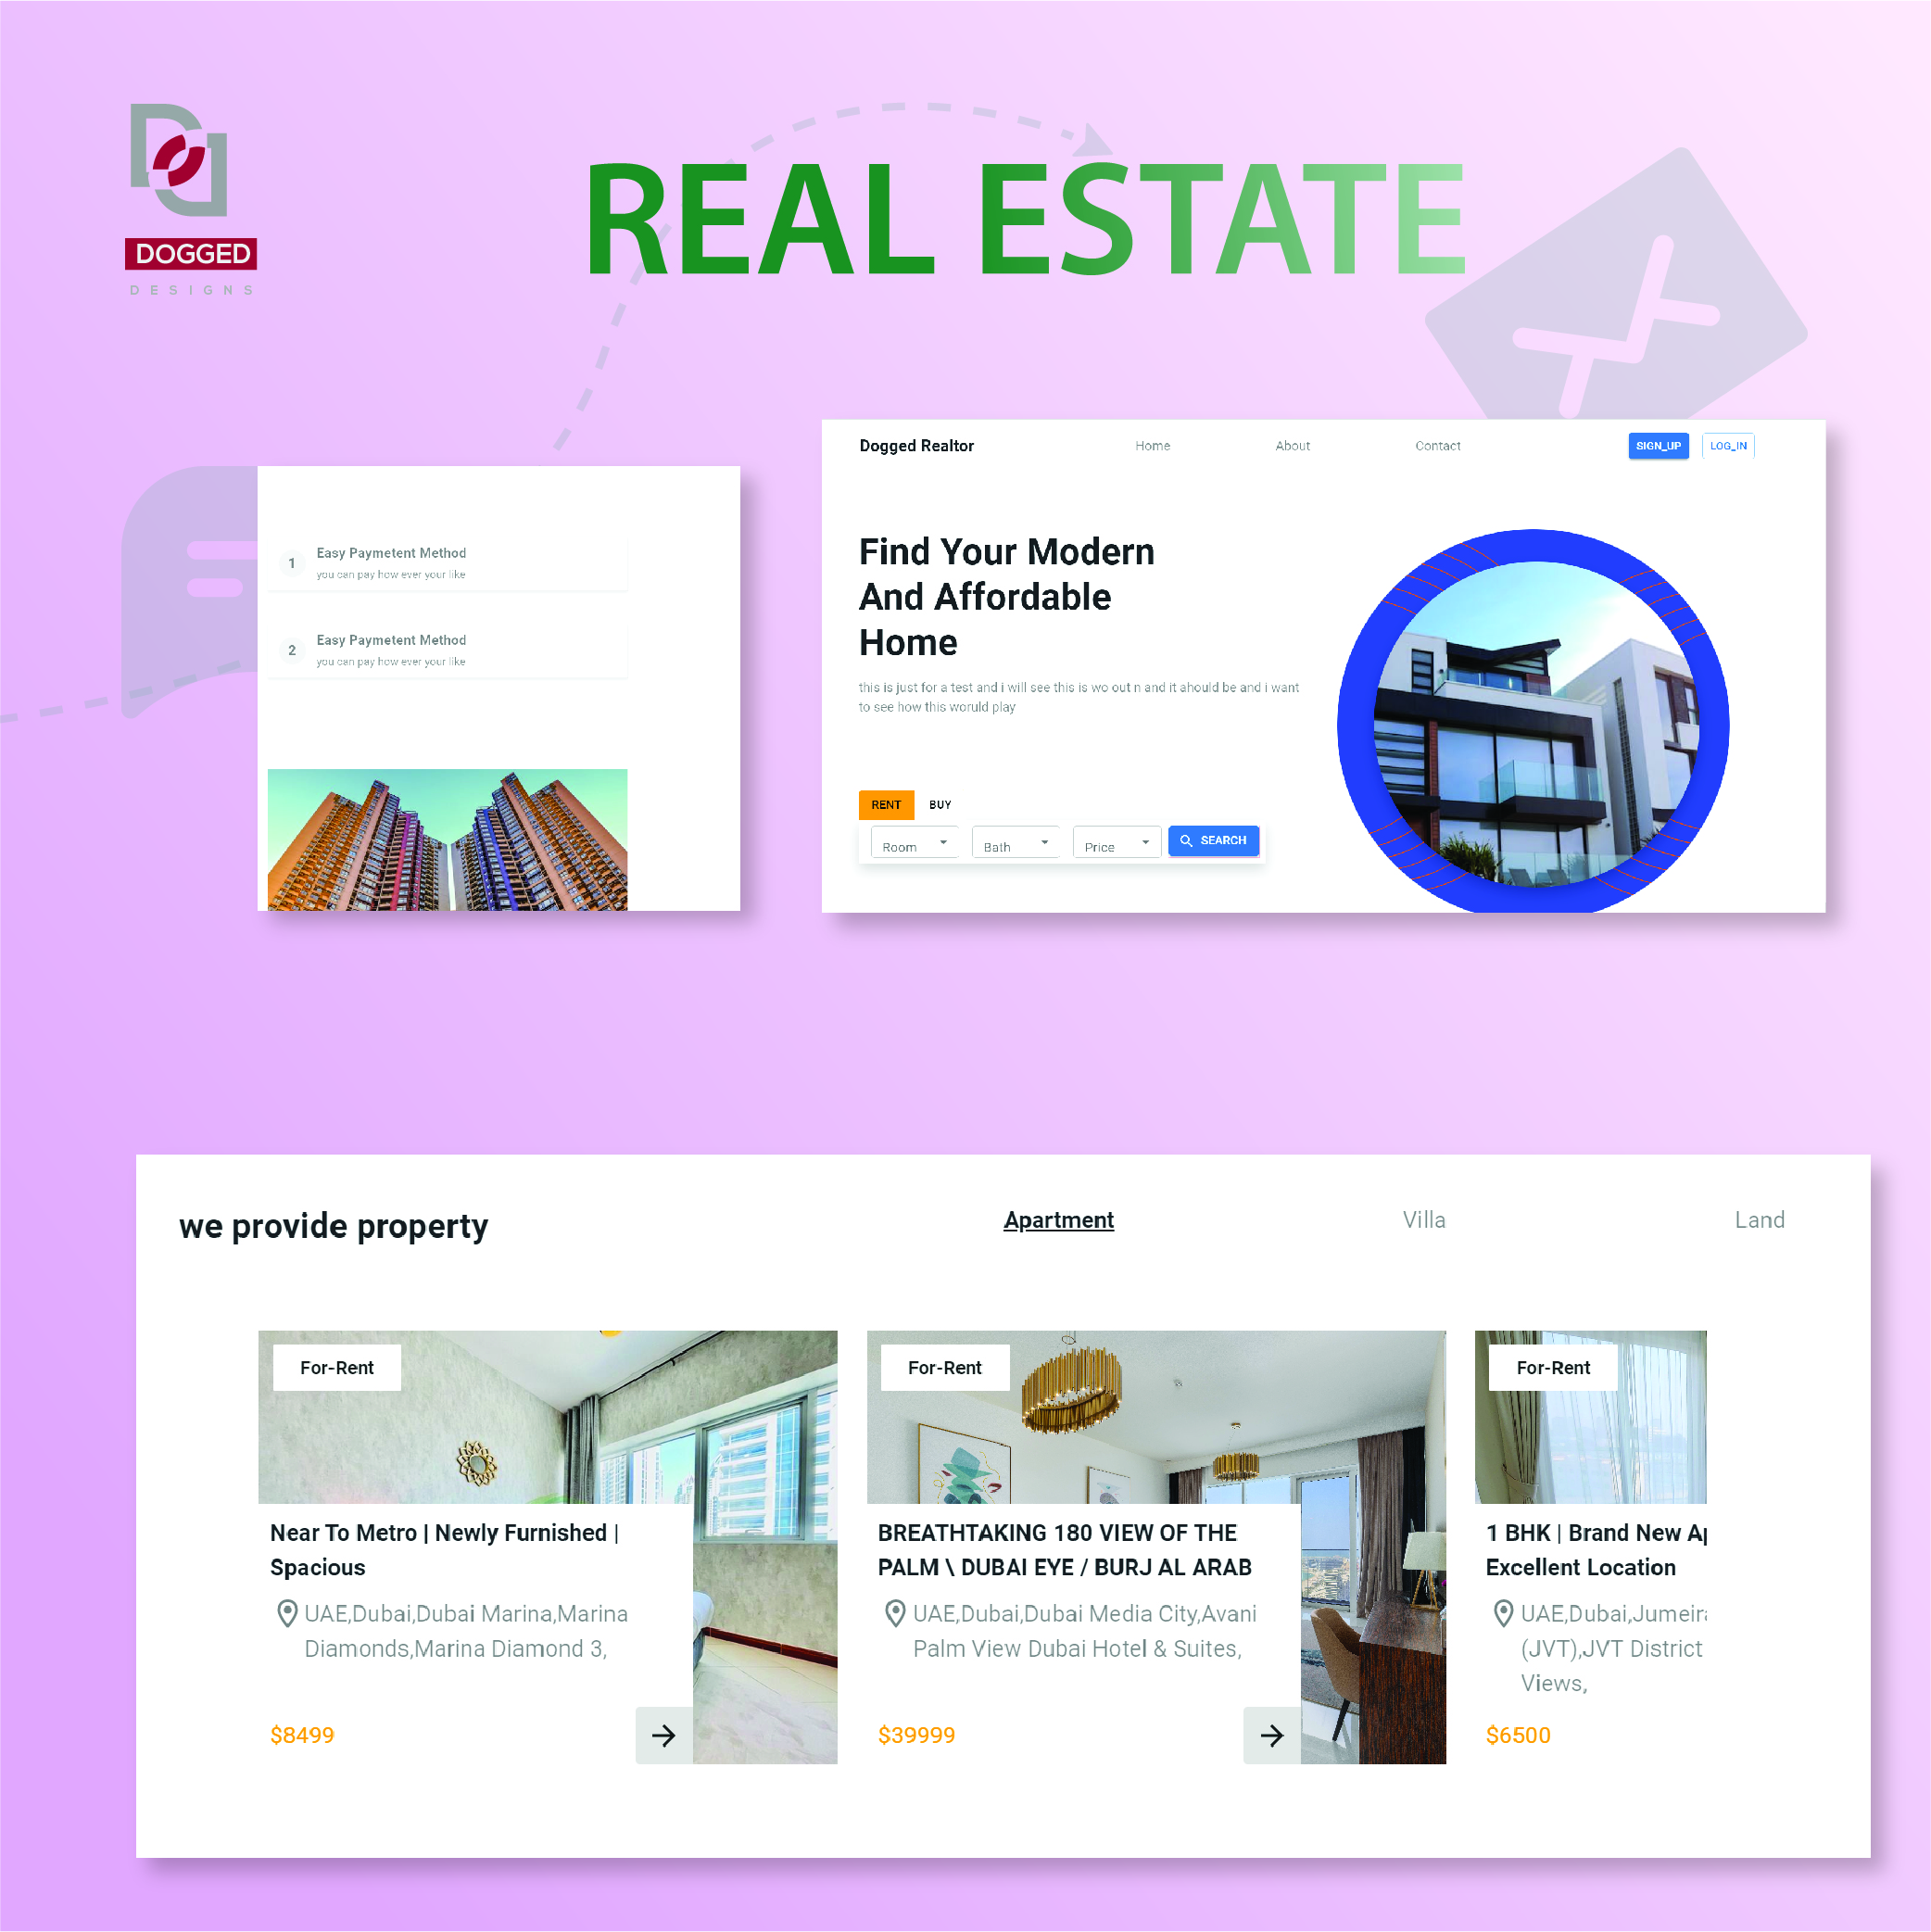 DOGGED
DESIGNS
REAL ESTATE
1
Easy Paymetent Method
you can pay how ever your like
2
Easy Paymetent Method
you can pay how ever your like
Dogged Realtor
Home
About
Contact
SIGN_UP
LOG_IN
Find Your Modern
And Affordable
Home
this is just for a test and i will see this is wo out n and it ahould be and i want
to see how this woruld play
RENT
BUY
Room
Bath
Price
SEARCH
we provide property
Apartment
Villa
Land
For-Rent
Near To Metro | Newly Furnished |
Spacious
UAE,Dubai,Dubai Marina,Marina
Diamonds,Marina Diamond 3,
$8499
For-Rent
BREATHTAKING 180 VIEW OF THE
PALM \ DUBAI EYE / BURJ AL ARAB
UAE,Dubai,Dubai Media City,Avani
Palm View Dubai Hotel & Suites,
$39999
For-Rent
1 BHK | Brand New
Excellent Location
UAE,Dubai,
(JVT),JVT District
Views,
$6500